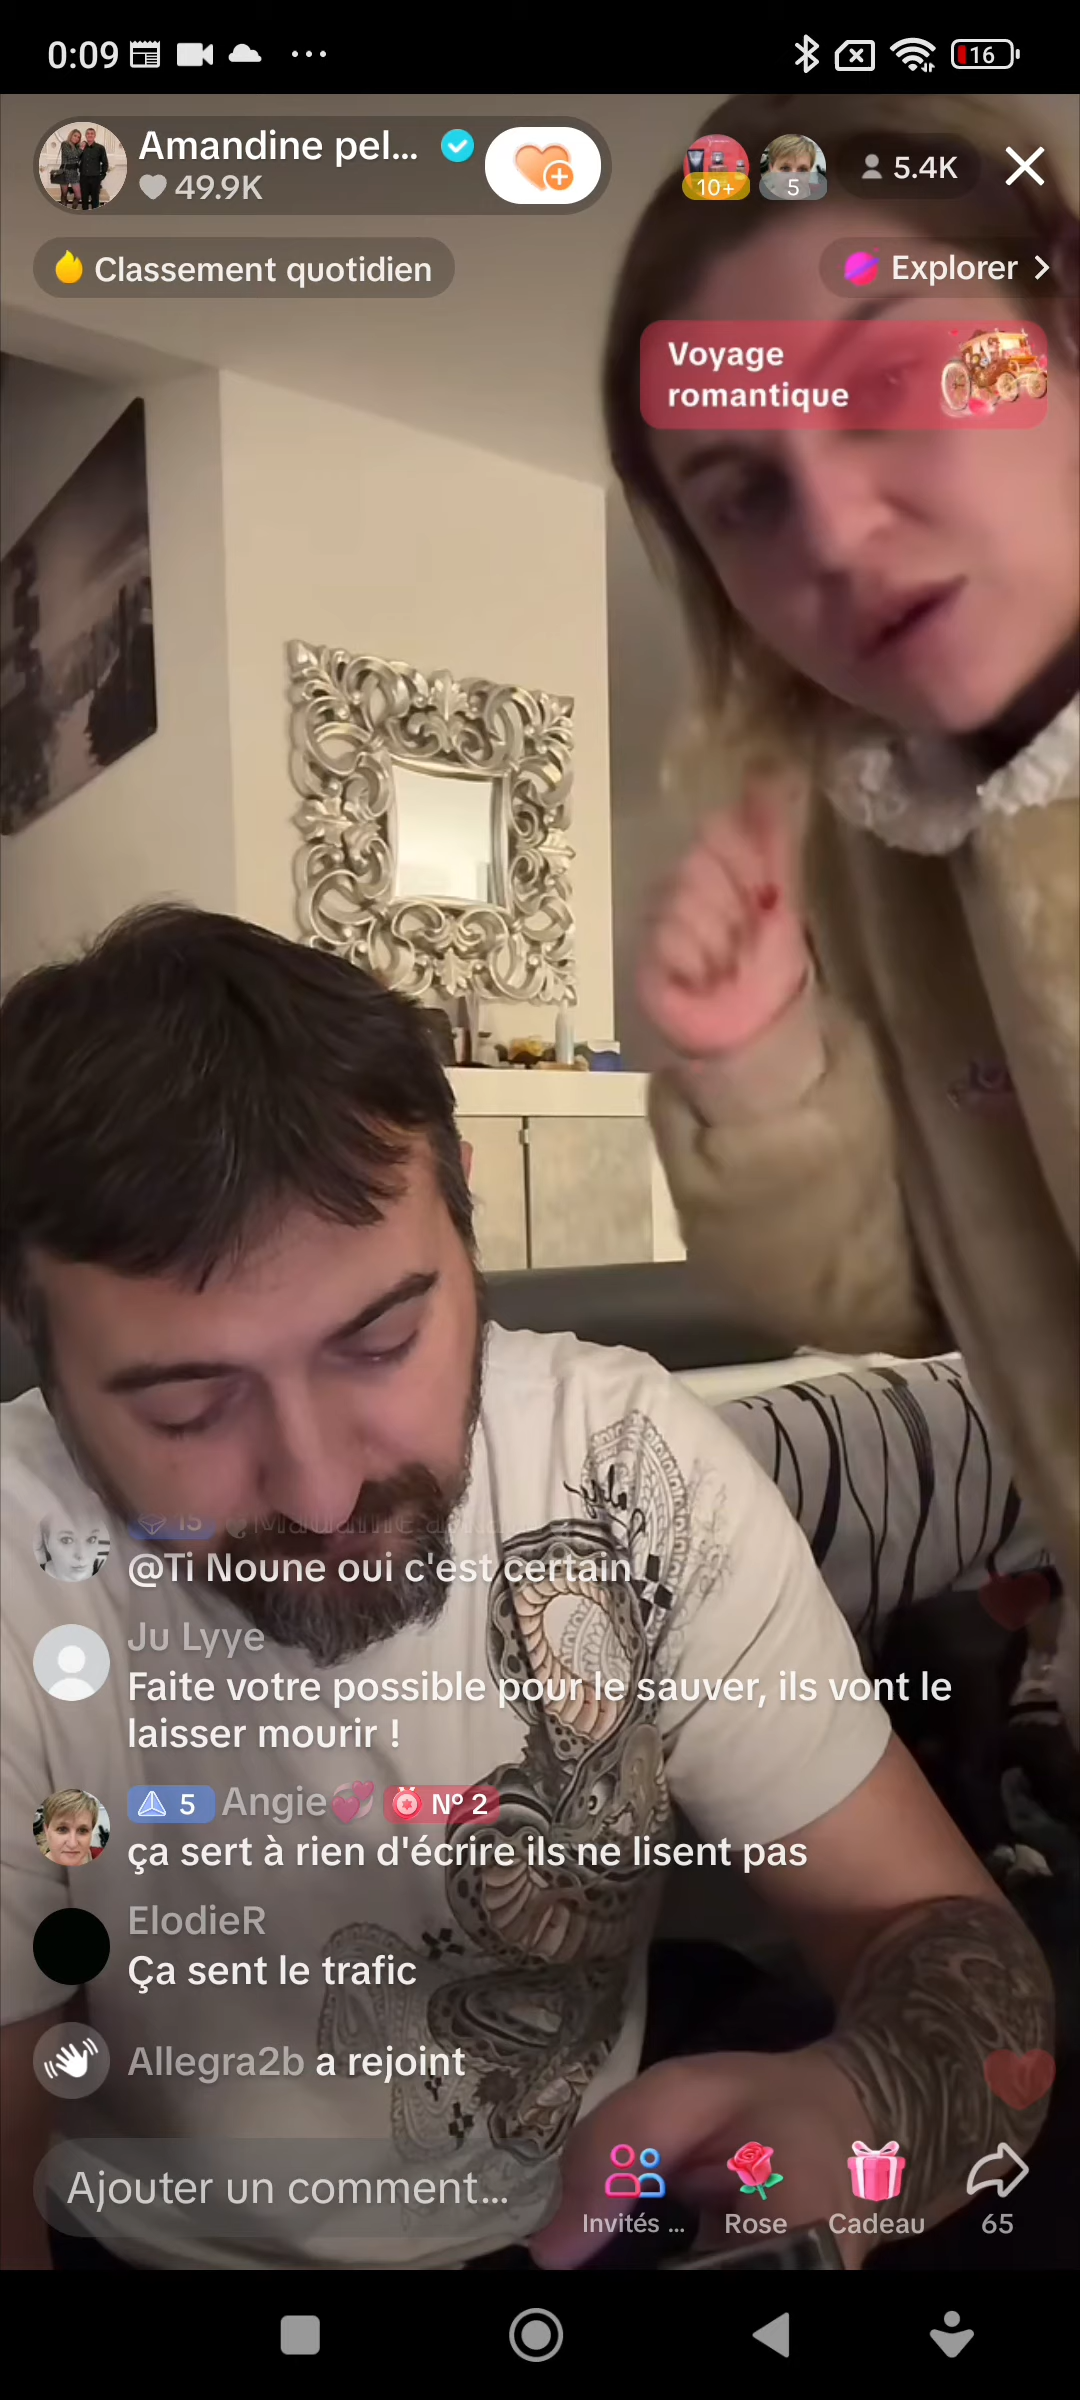 0:09
16
Amandine pel...
49.9K
10+
5
5.4K
Classement quotidien
Explorer
Voyage
romantique
15
@Ti Noune oui c'est certain
Ju Lyye
Faite votre possible pour le sauver, ils vont le
laisser mourir !
5 Angie💞 Nº 2
ça sert à rien d'écrire ils ne lisent pas
ElodieR
Ça sent le trafic
Allegra2b a rejoint
Ajouter un comment...
Invités ...
Rose
Cadeau
65